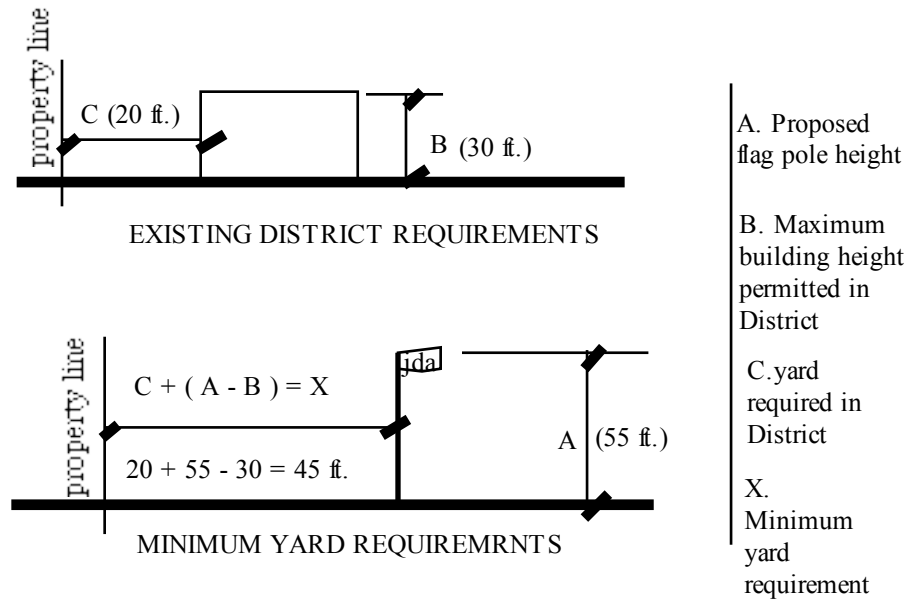 property line
C (20 ft.)
B (30 ft.)
EXISTING DISTRICT REQUIREMENTS
property line
C + ( A - B ) = X
20 + 55 - 30 = 45 ft.
jda
A (55 ft.)
MINIMUM YARD REQUIREMRNTS
A. Proposed
flag pole height
B. Maximum
building height
permitted in
District
C.yard
required in
District
X.
Minimum
yard
requirement